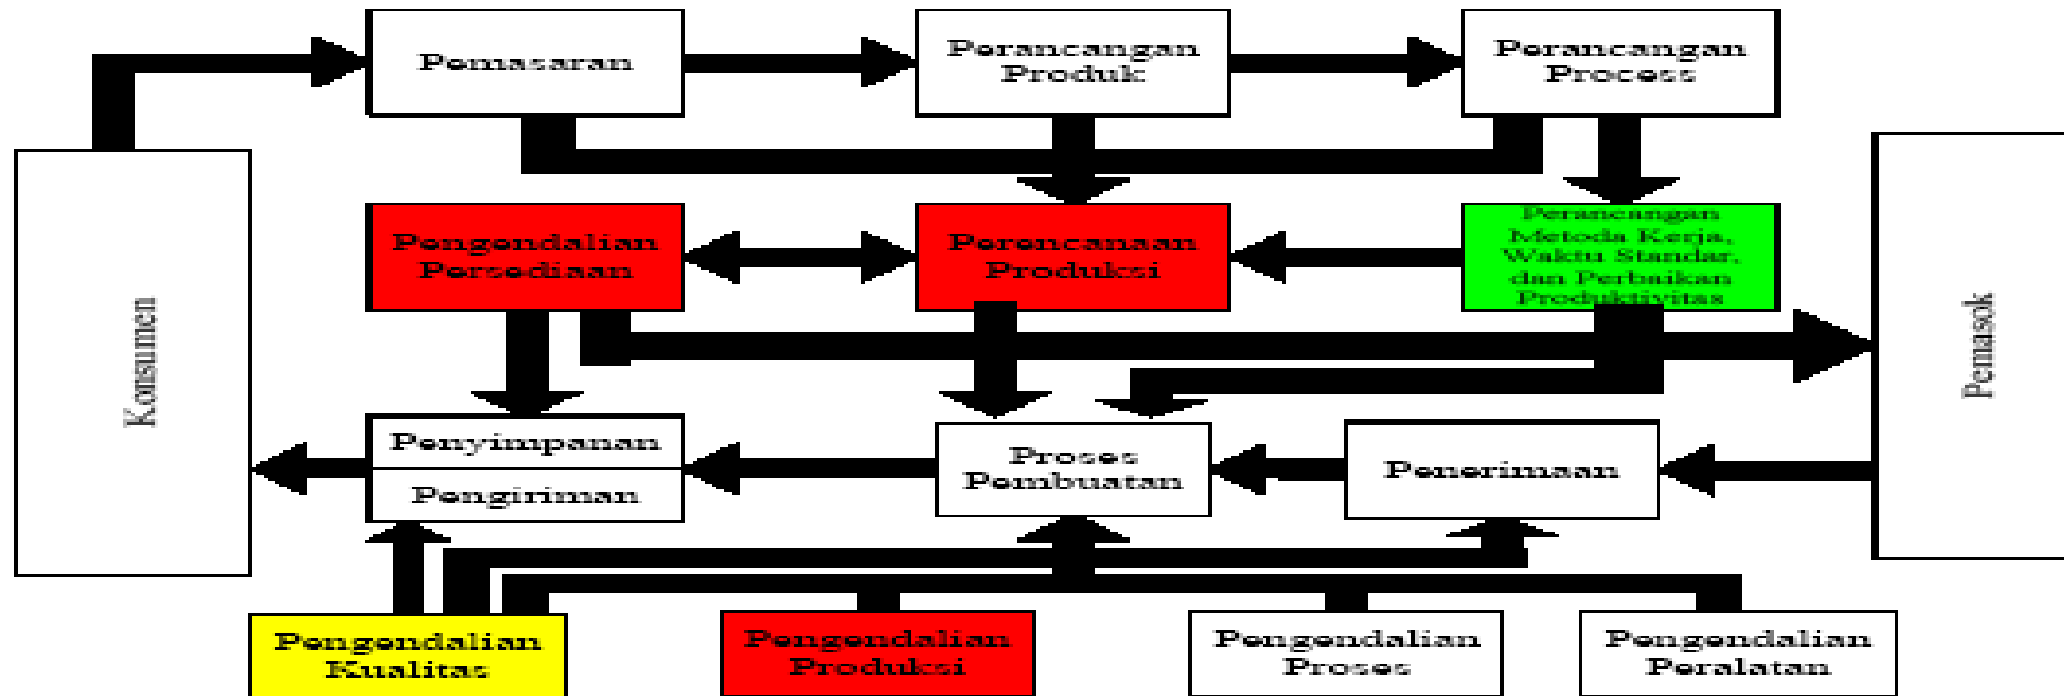 Pemasaran
Perancangan
Produk
Perancangan
Process
Konsumen
Pengendalian
Persediaan
Perencanaan
Produksi
Perancangan
Metoda Kerja,
Waktu Standar,
dan Perbaikan
Produktivitas
Pemasok
Penyimpanan
Pengiriman
Proses
Pembuatan
Penerimaan
Pengendalian
Kualitas
Pengendalian
Produksi
Pengendalian
Proses
Pengendalian
Peralatan